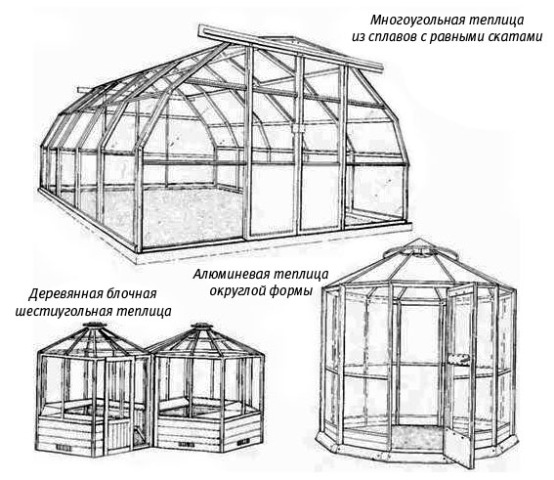 Многоугольная теплица
из сплавов с равными скатами
Алюминевая теплица
округлой формы
Деревянная блочная
шестиугольная теплица